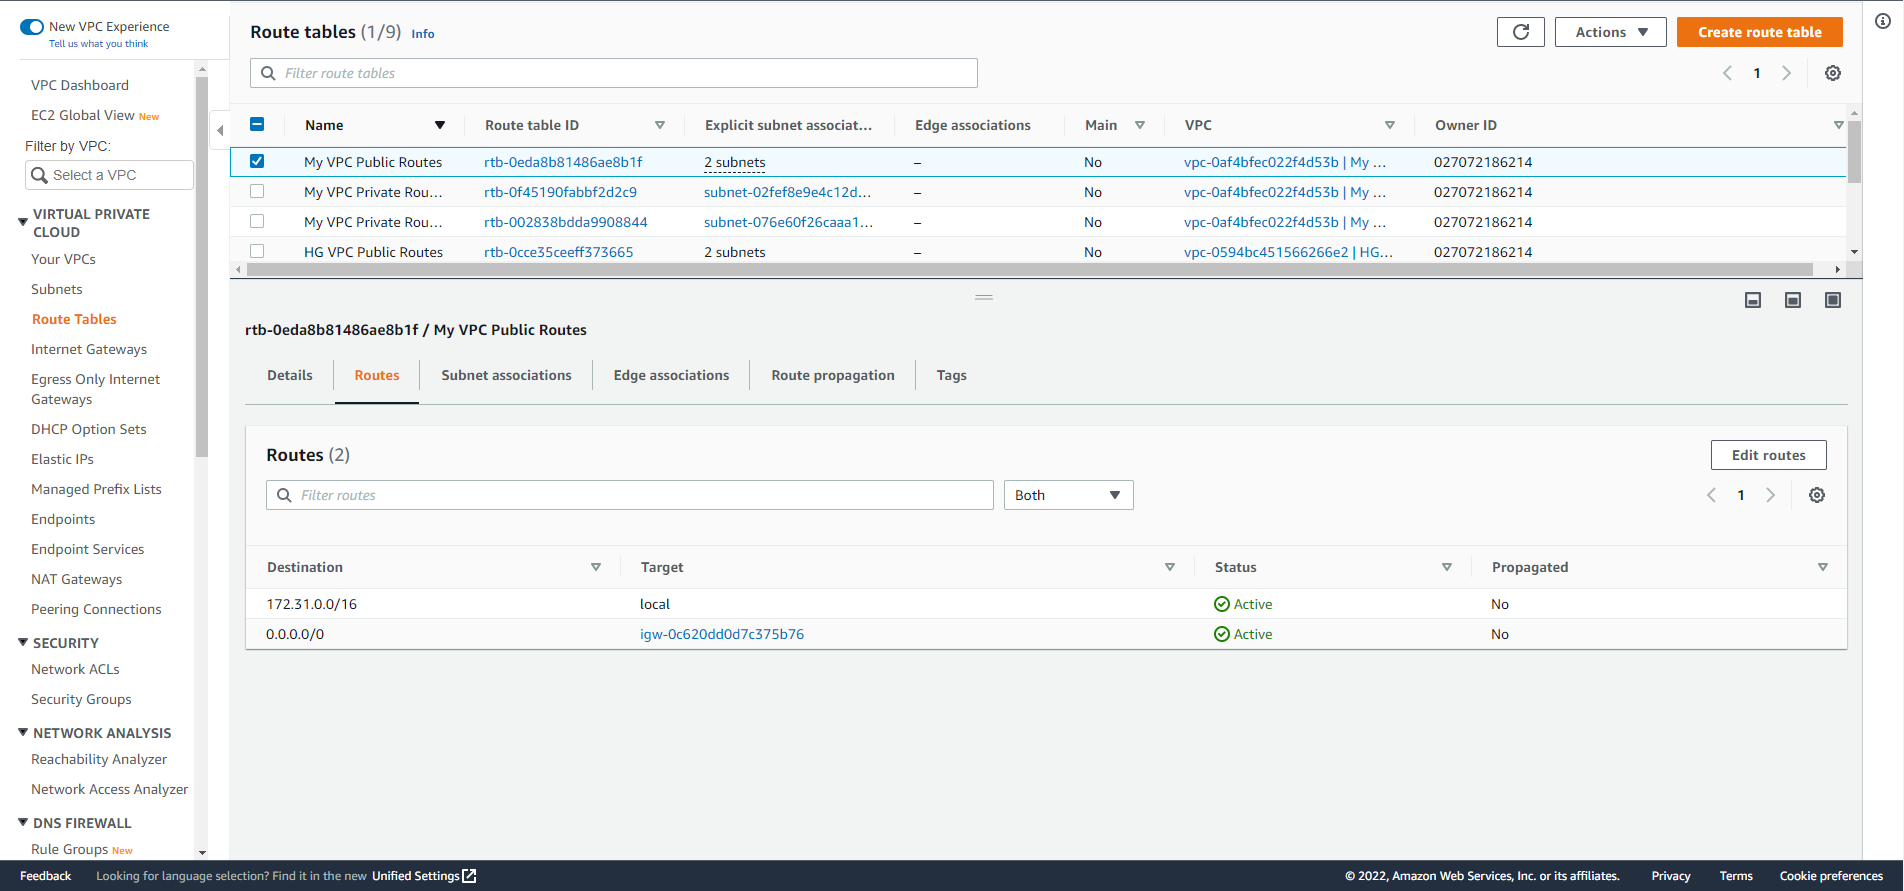 New VPC Experience
Tell us what you think
VPC Dashboard
EC2 Global View New
Filter by VPC:
Select a VPC
VIRTUAL PRIVATE
CLOUD
Your VPCs
Subnets
Route Tables
Internet Gateways
Egress Only Internet
Gateways
DHCP Option Sets
Elastic IPs
Managed Prefix Lists
Endpoints
Endpoint Services
NAT Gateways
Peering Connections
SECURITY
Network ACLs
Security Groups
NETWORK ANALYSIS
Reachability Analyzer
Network Access Analyzer
DNS FIREWALL
Rule Groups New
Route tables (1/9) Info
Actions
Create route table
Filter route tables
1
Name Route table ID Explicit subnet associat... Edge associations Main VPC Owner ID
My VPC Public Routes rtb-0eda8b81486ae8b1f 2 subnets – No vpc-0af4bfec022f4d53b | My ... 027072186214
My VPC Private Rou... rtb-0f45190fabbf2d2c9 subnet-02fef8e9e4c12d... – No vpc-0af4bfec022f4d53b | My ... 027072186214
My VPC Private Rou... rtb-002838bdda9908844 subnet-076e60f26caaa1... – No vpc-0af4bfec022f4d53b | My ... 027072186214
HG VPC Public Routes rtb-0cce35ceeff373665 2 subnets – No vpc-0594bc451566266e2 | HG... 027072186214
rtb-0eda8b81486ae8b1f / My VPC Public Routes
Details Routes Subnet associations Edge associations Route propagation Tags
Routes (2)
Edit routes
Filter routes
Both
1
Destination Target Status Propagated
172.31.0.0/16 local Active No
0.0.0.0/0 igw-0c620dd0d7c375b76 Active No
Feedback Looking for language selection? Find it in the new Unified Settings © 2022, Amazon Web Services, Inc. or its affiliates. Privacy Terms Cookie preferences